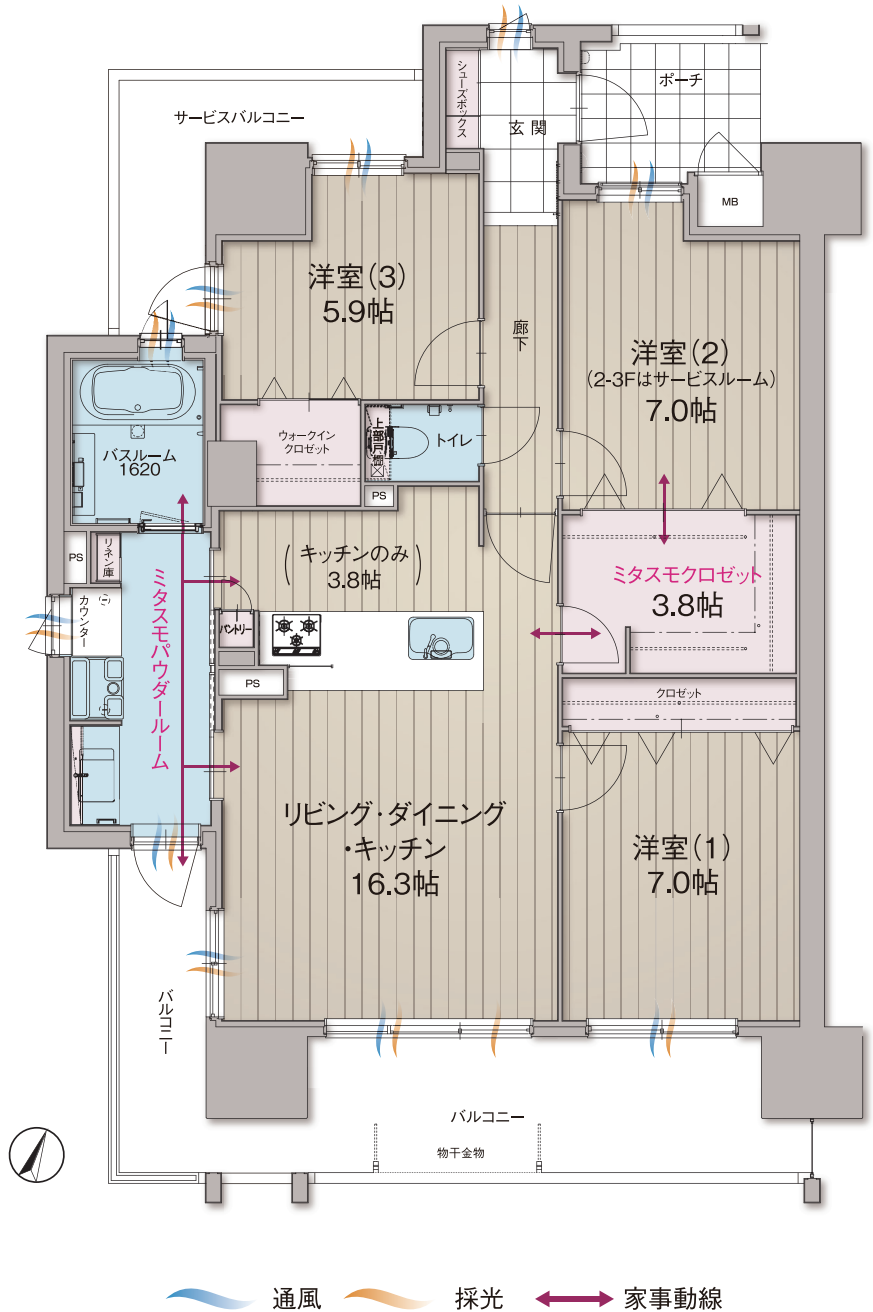 サービスバルコニー
シューズボックス
玄関
ポーチ
MB
洋室(3)
5.9帖
廊下
洋室(2)
(2-3Fはサービスルーム)
7.0帖
バスルーム
1620
ウォークイン
クロゼット
上部戸棚
トイレ
PS
PS
リネン庫
カウンター
ミタスモパウダールーム
(キッチンのみ)
3.8帖
パントリー
PS
ミタスモクロゼット
3.8帖
クロゼット
リビング・ダイニング
・キッチン
16.3帖
洋室(1)
7.0帖
バルコニー
バルコニー
物干金物
通風
採光
家事動線